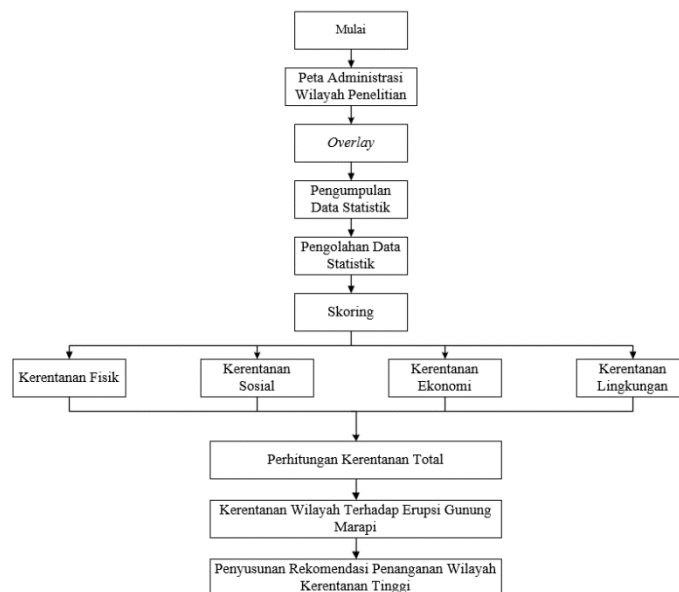 Mulai
Peta Administrasi
Wilayah Penelitian
Overlay
Pengumpulan
Data Statistik
Pengolahan Data
Statistik
Skoring
Kerentanan Fisik
Kerentanan
Sosial
Kerentanan
Ekonomi
Kerentanan
Lingkungan
Perhitungan Kerentanan Total
Kerentanan Wilayah Terhadap Erupsi Gunung
Marapi
Penyusunan Rekomendasi Penanganan Wilayah
Kerentanan Tinggi